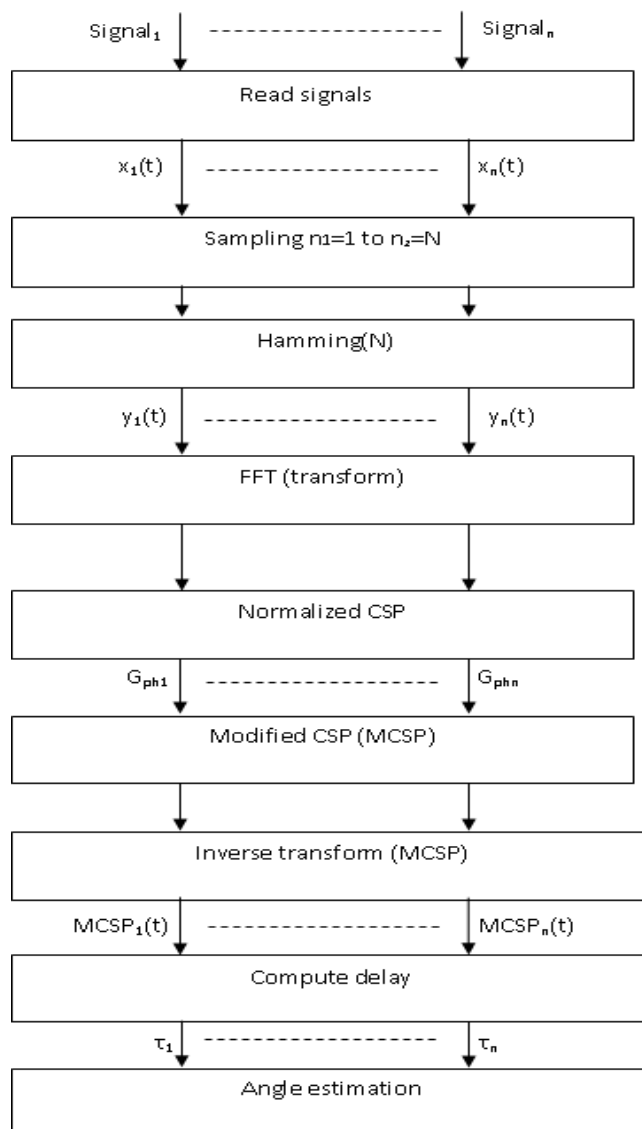 Signal₁ Signalₙ
Read signals
x₁(t) xₙ(t)
Sampling n₁=1 to n₂=N
Hamming(N)
y₁(t) yₙ(t)
FFT (transform)
Normalized CSP
Gₚₕ₁ Gₚₕₙ
Modified CSP (MCSP)
Inverse transform (MCSP)
MCSP₁(t) MCSPₙ(t)
Compute delay
τ₁ τₙ
Angle estimation